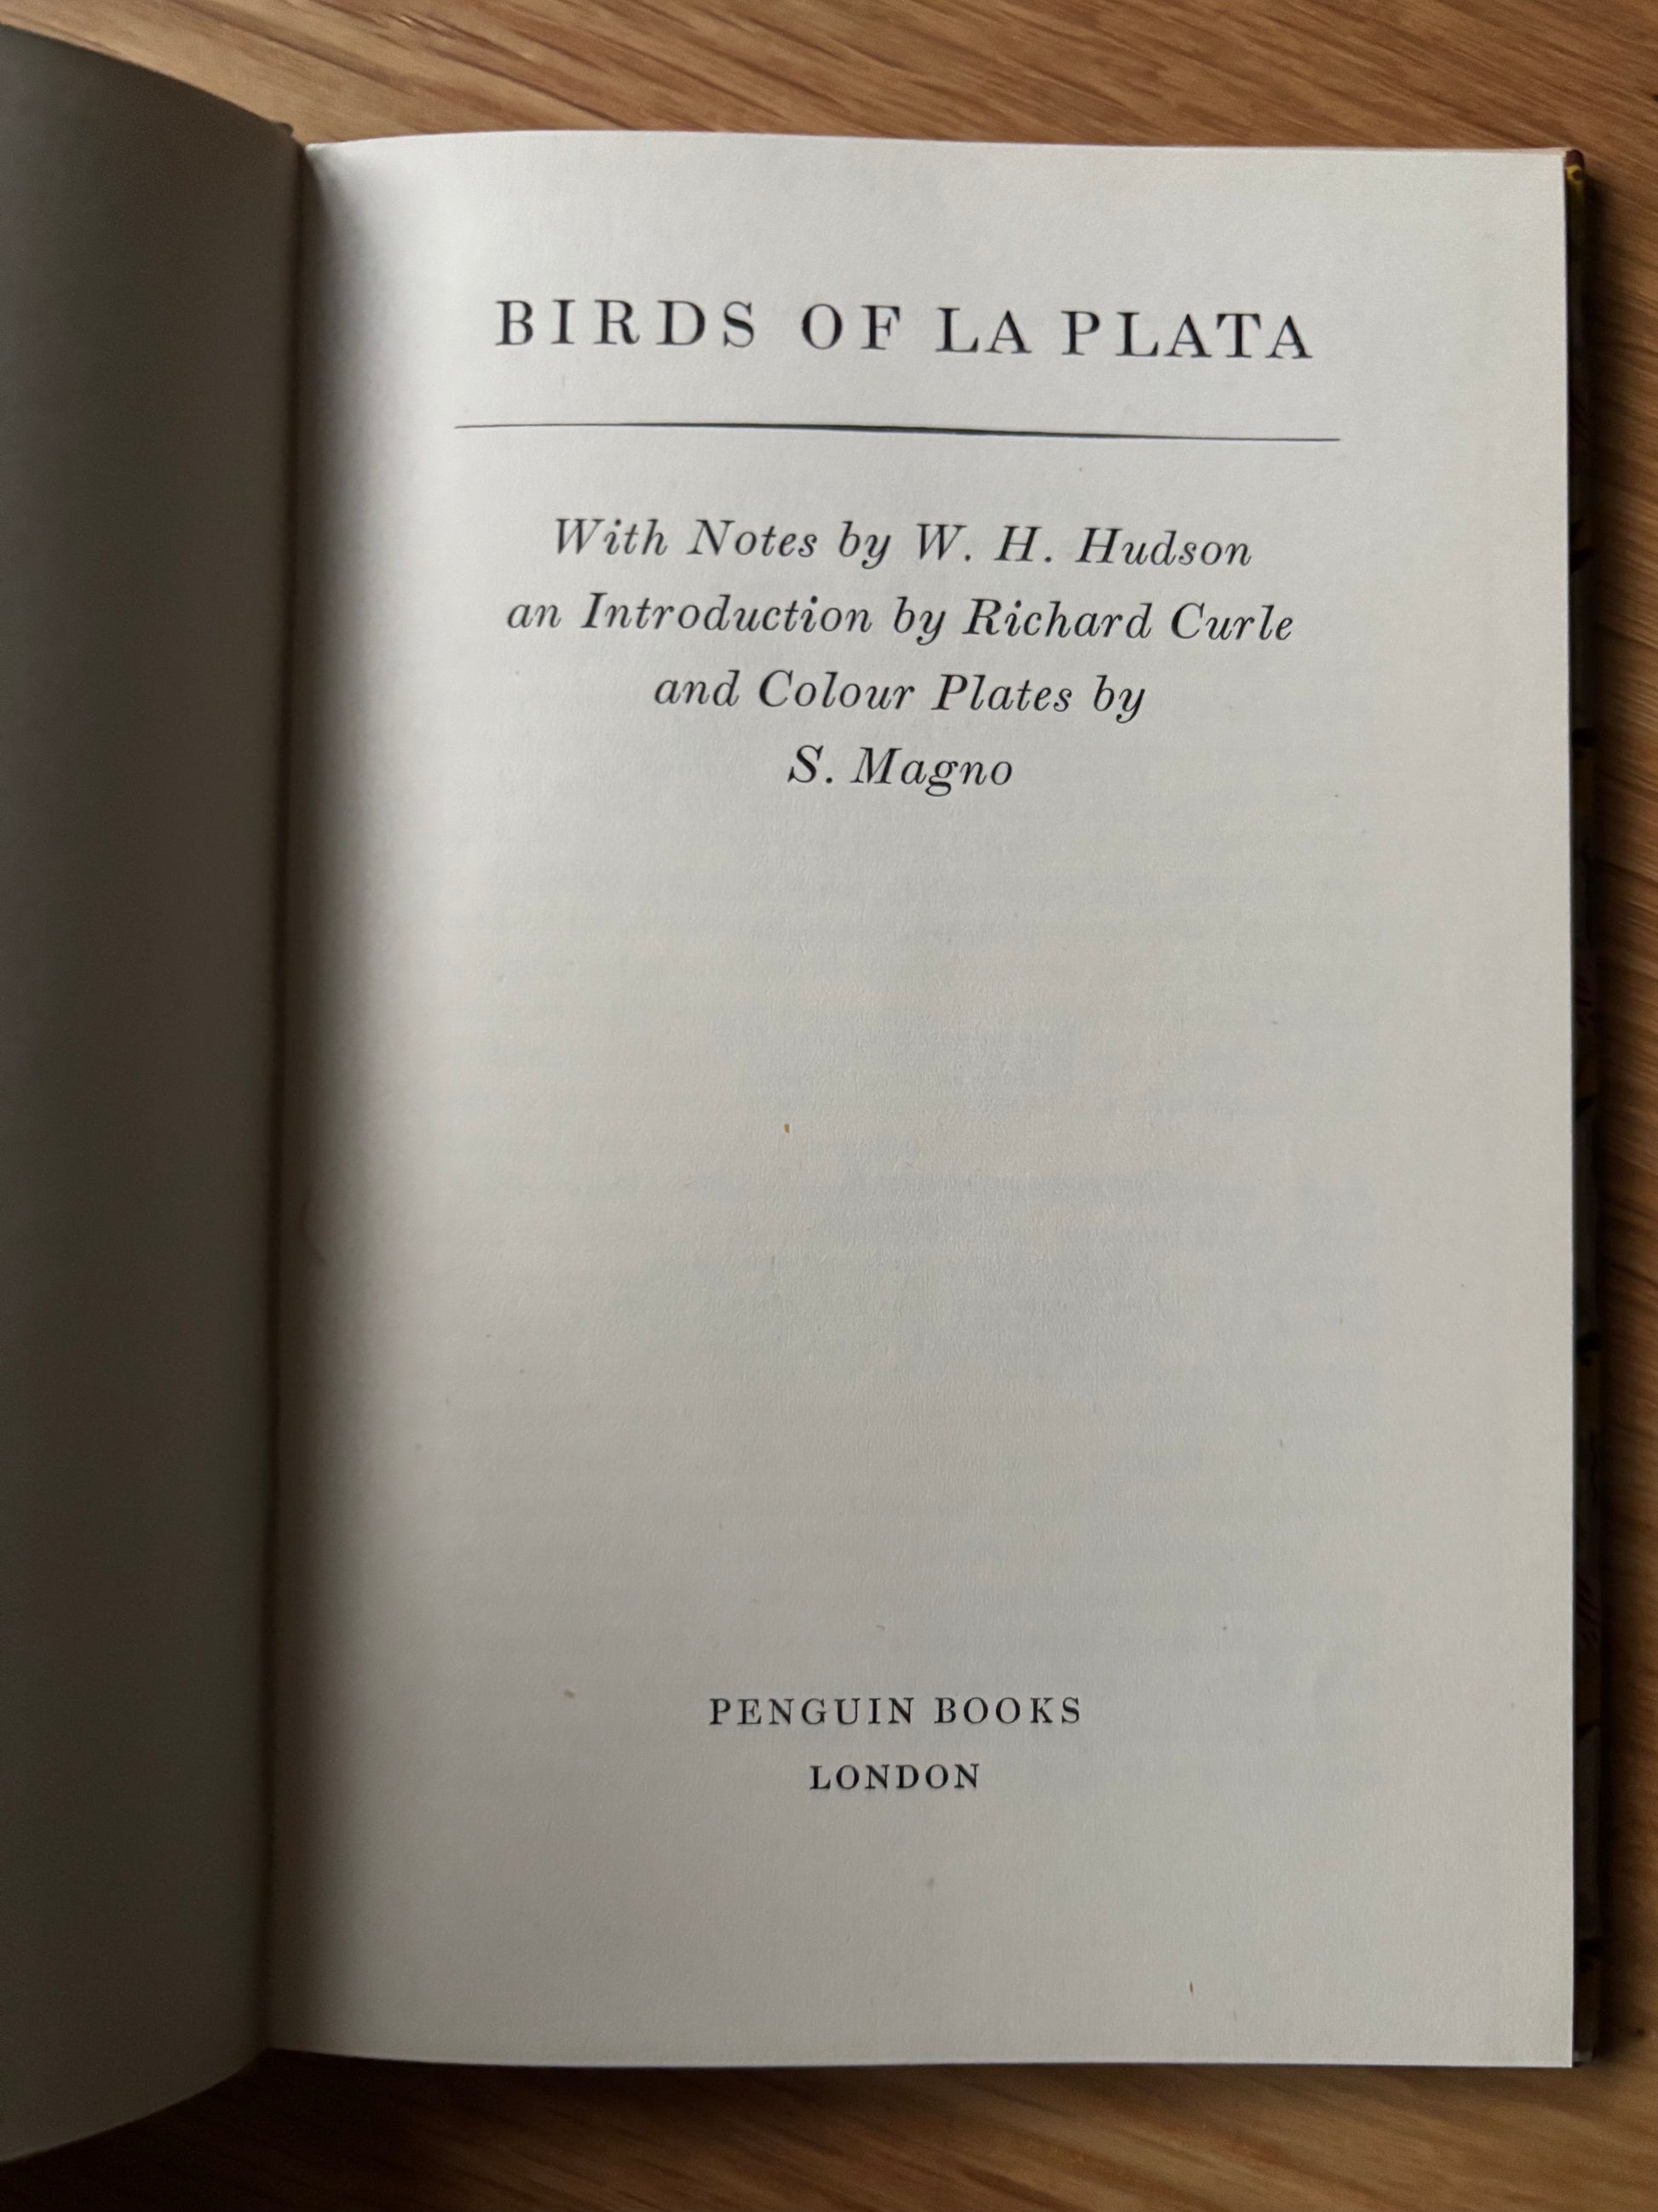 BIRDS OF LA PLATA
With Notes by W. H. Hudson
an Introduction by Richard Curle
and Colour Plates by
S. Magno
PENGUIN BOOKS
LONDON